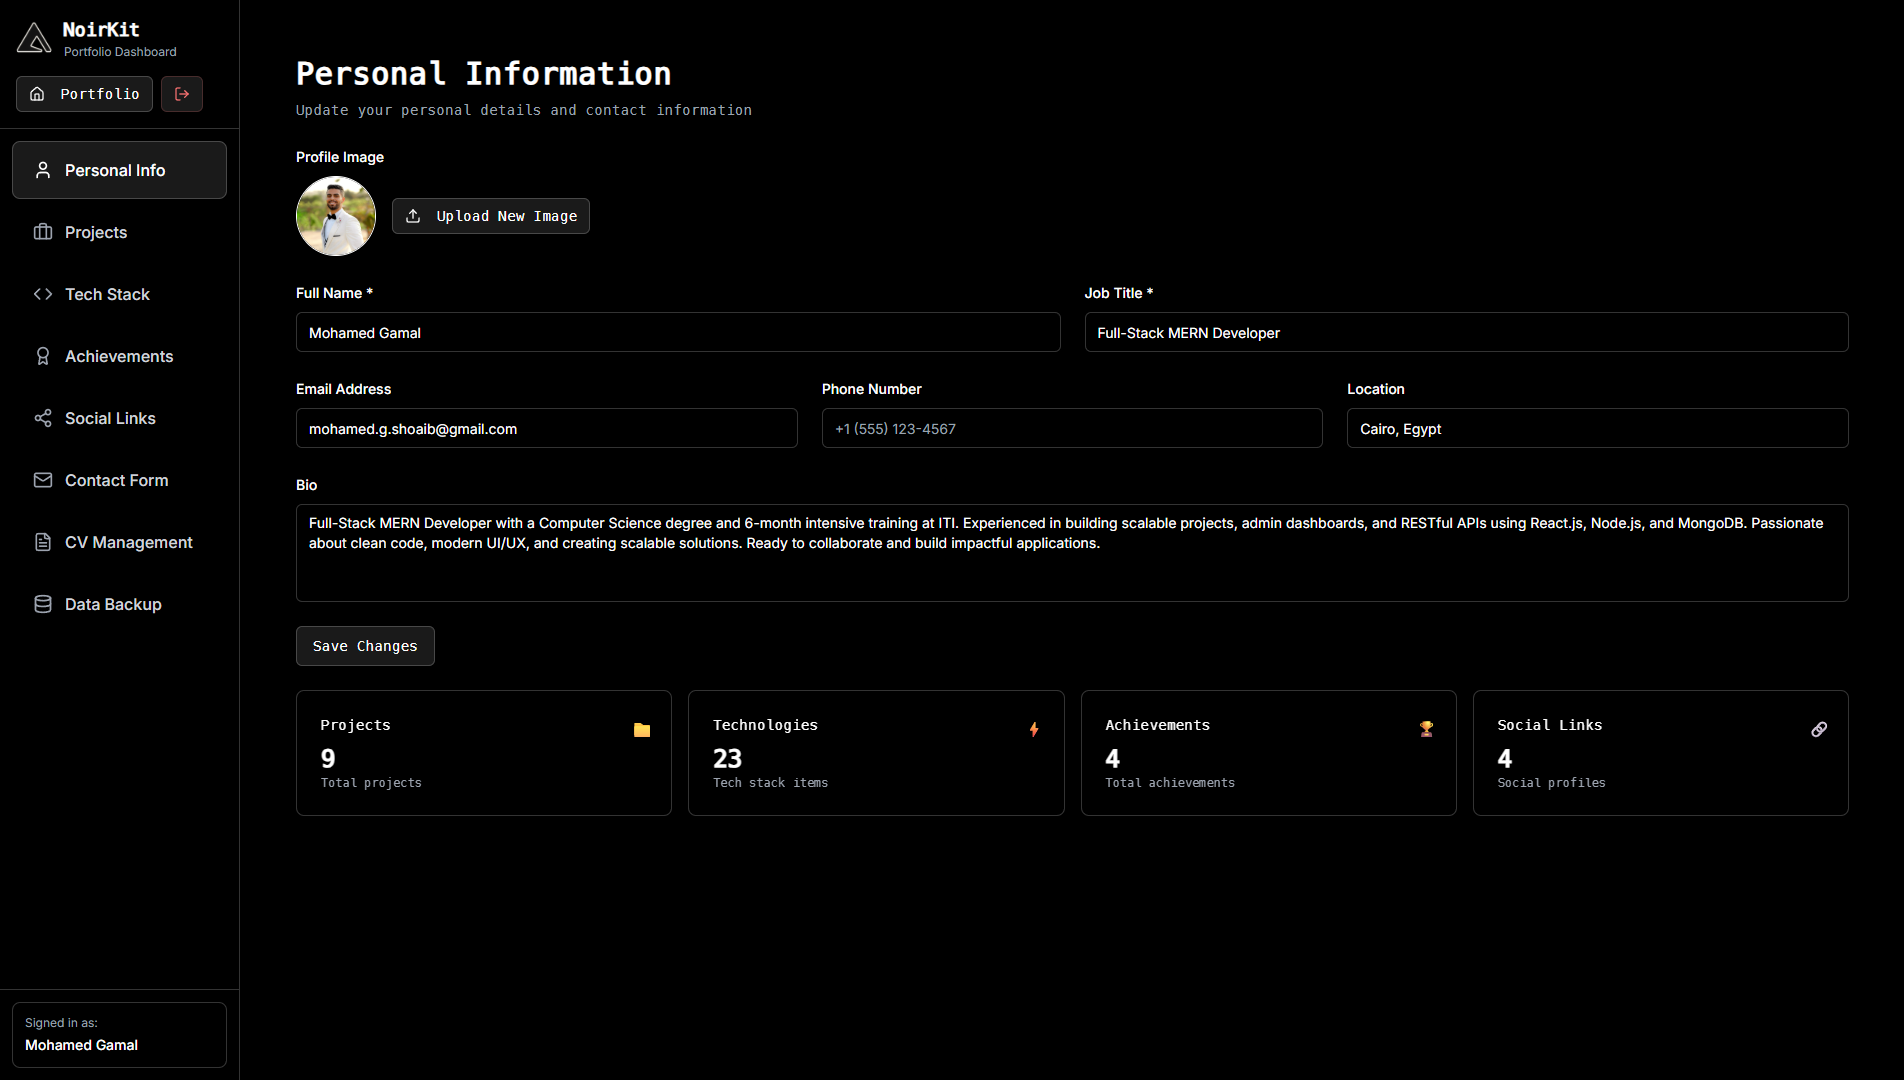 NoirKit
Portfolio Dashboard
Portfolio
Personal Info
Projects
Tech Stack
Achievements
Social Links
Contact Form
CV Management
Data Backup
Signed in as:
Mohamed Gamal
Personal Information
Update your personal details and contact information
Profile Image
Upload New Image
Full Name *
Job Title *
Mohamed Gamal
Full-Stack MERN Developer
Email Address
Phone Number
Location
mohamed.g.shoaib@gmail.com
+1 (555) 123-4567
Cairo, Egypt
Bio
Full-Stack MERN Developer with a Computer Science degree and 6-month intensive training at ITI. Experienced in building scalable projects, admin dashboards, and RESTful APIs using React.js, Node.js, and MongoDB. Passionate
about clean code, modern UI/UX, and creating scalable solutions. Ready to collaborate and build impactful applications.
Save Changes
Projects
9
Total projects
Technologies
23
Tech stack items
Achievements
4
Total achievements
Social Links
4
Social profiles